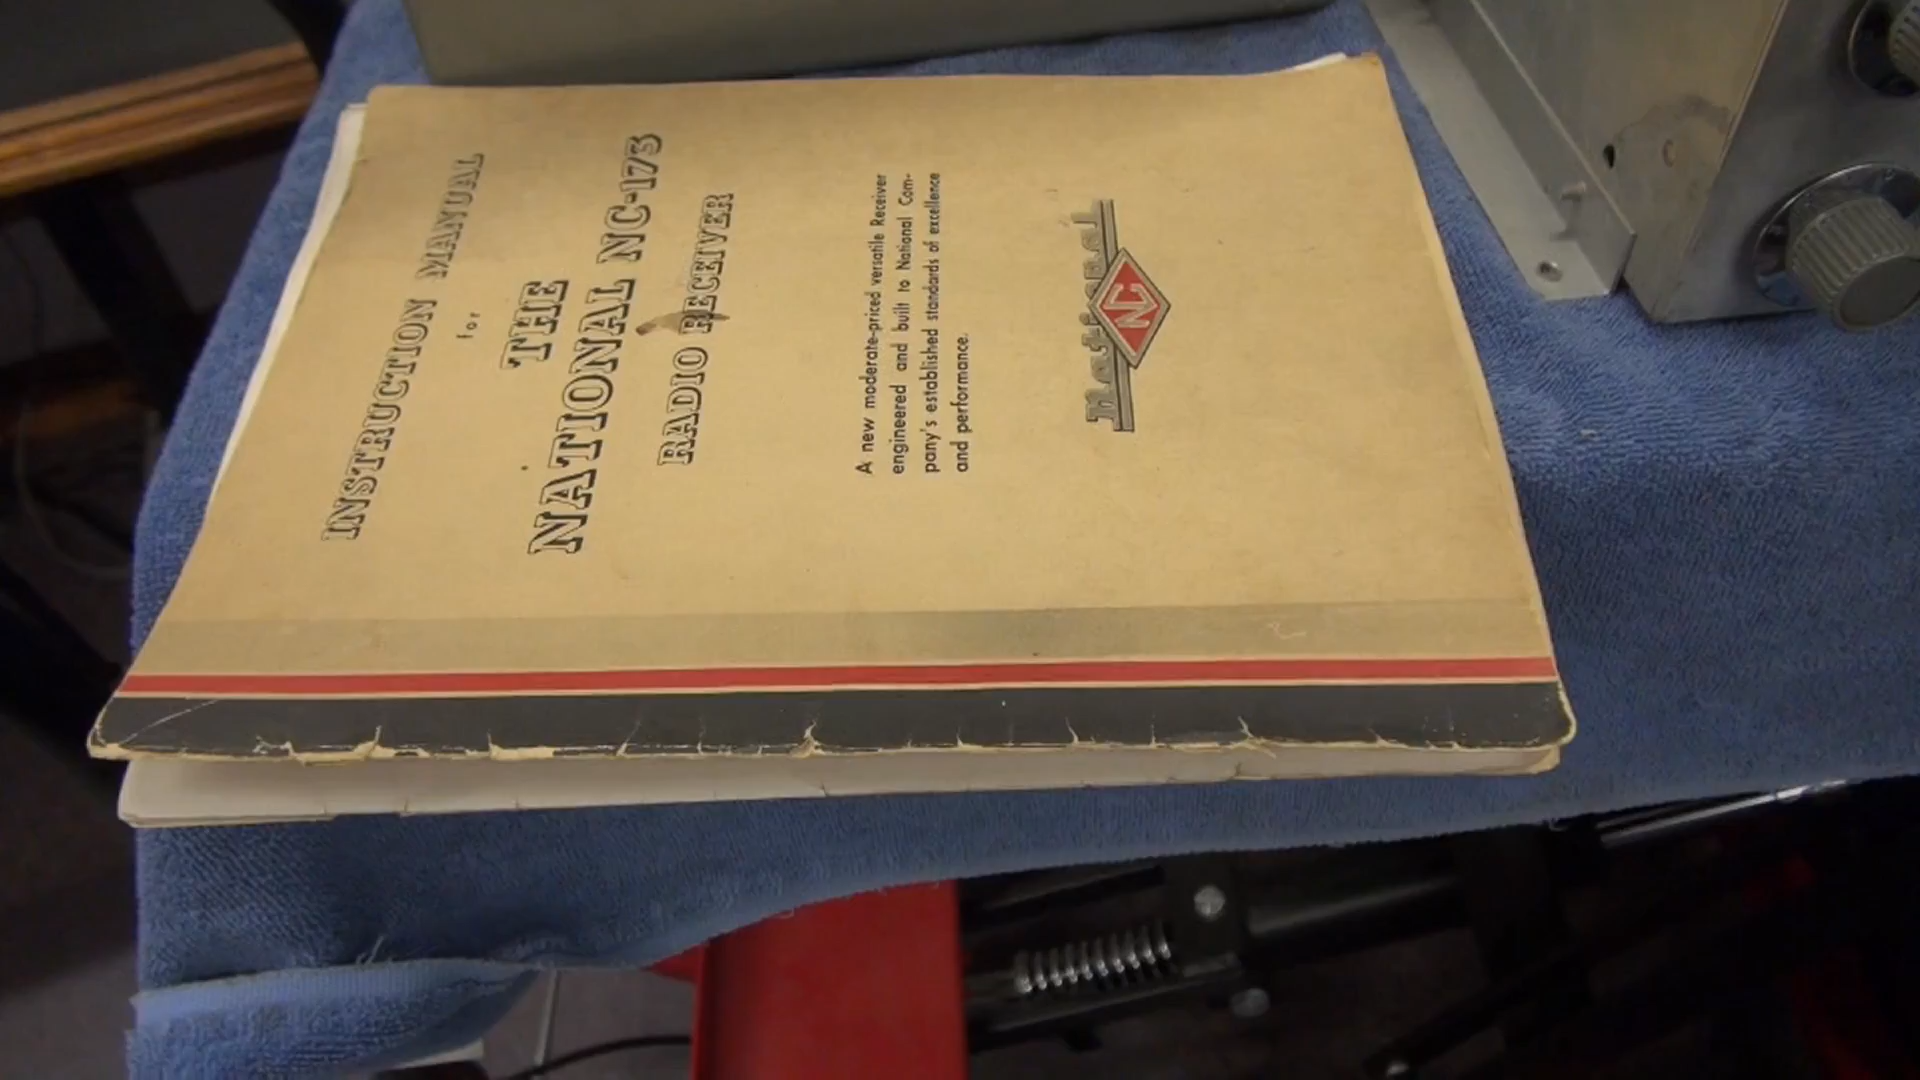 INSTRUCTION MANUAL
for
THE
NATIONAL NC-173
RADIO RECEIVER
A new moderate-priced versatile Receiver
engineered and built to National Com-
pany's established standards of excellence
and performance.
National
NC